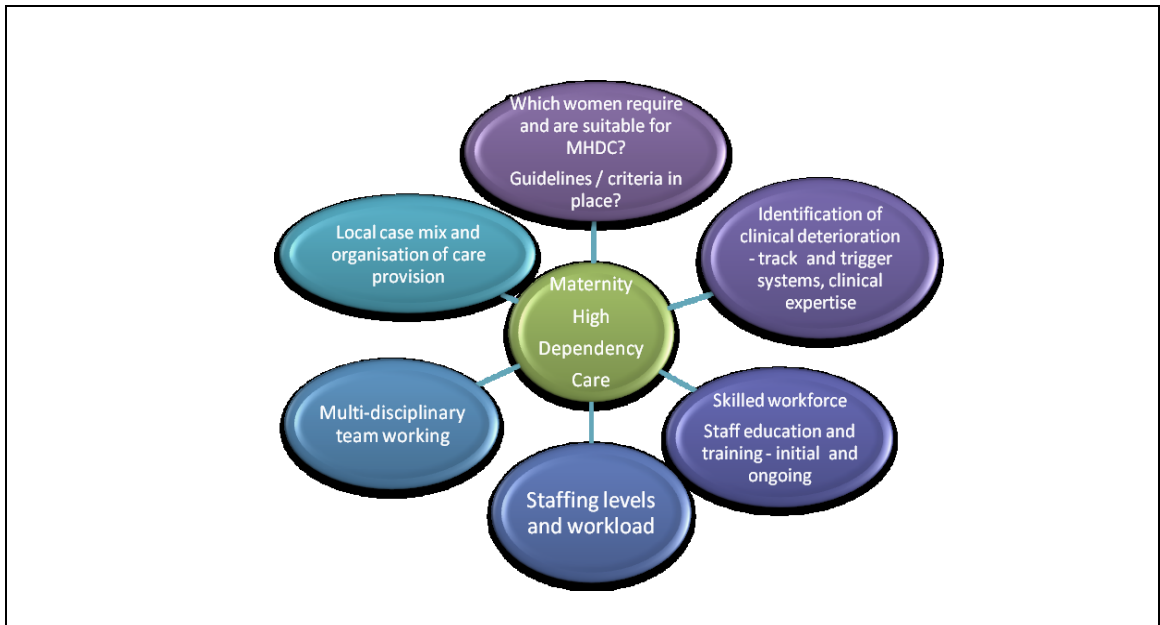 Which women require
and are suitable for
MHDC?
Guidelines / criteria in
place?
Identification of
clinical deterioration
- track and trigger
systems, clinical
expertise
Local case mix and
organisation of care
provision
Maternity
High
Dependency
Care
Skilled workforce
Staff education and
training - initial and
ongoing
Multi-disciplinary
team working
Staffing levels
and workload